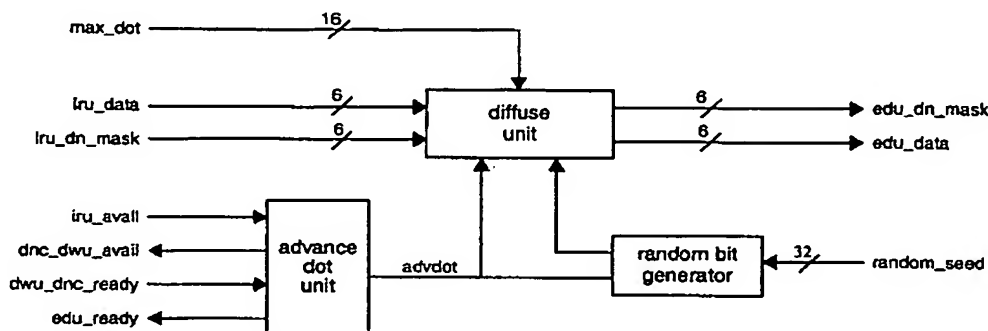 max_dot 16
lru_data 6 diffuse unit 6 edu_dn_mask
lru_dn_mask 6 6 edu_data
iru_avail
dnc_dwu_avail
advance dot unit
advdot
random bit generator
32 random_seed
dwu_dnc_ready
edu_ready